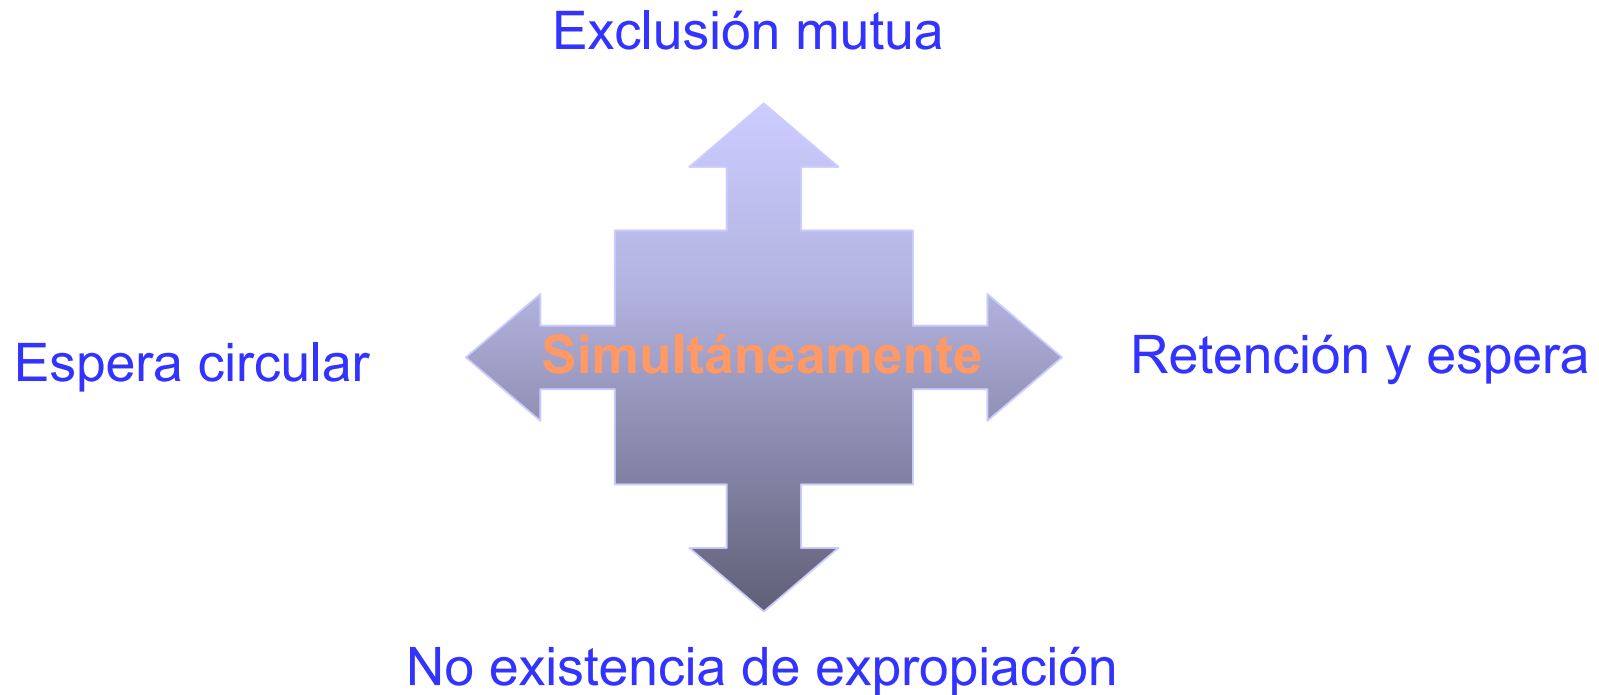 Exclusión mutua
Espera circular
Simultáneamente
Retención y espera
No existencia de expropiación